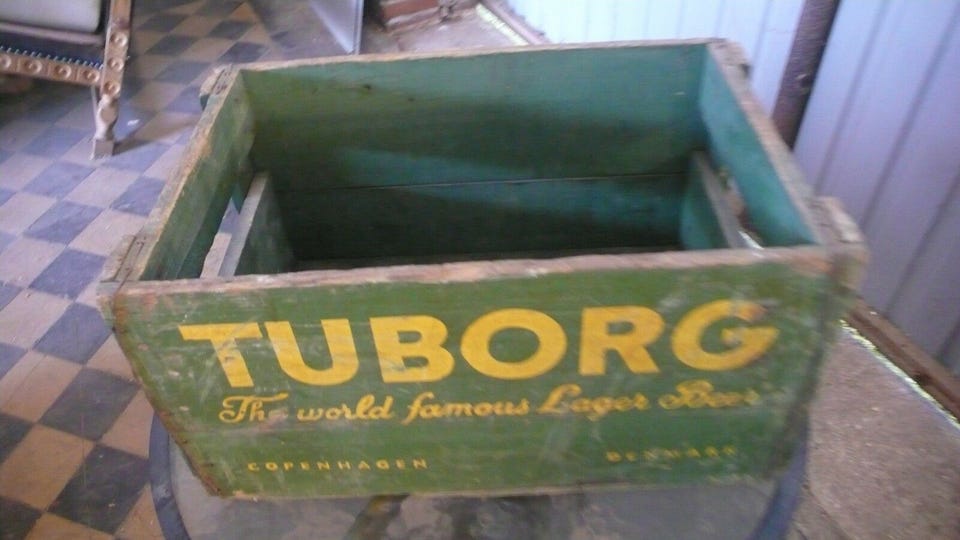 TUBORG
The world famous Lager Beer
COPENHAGEN DENMARK